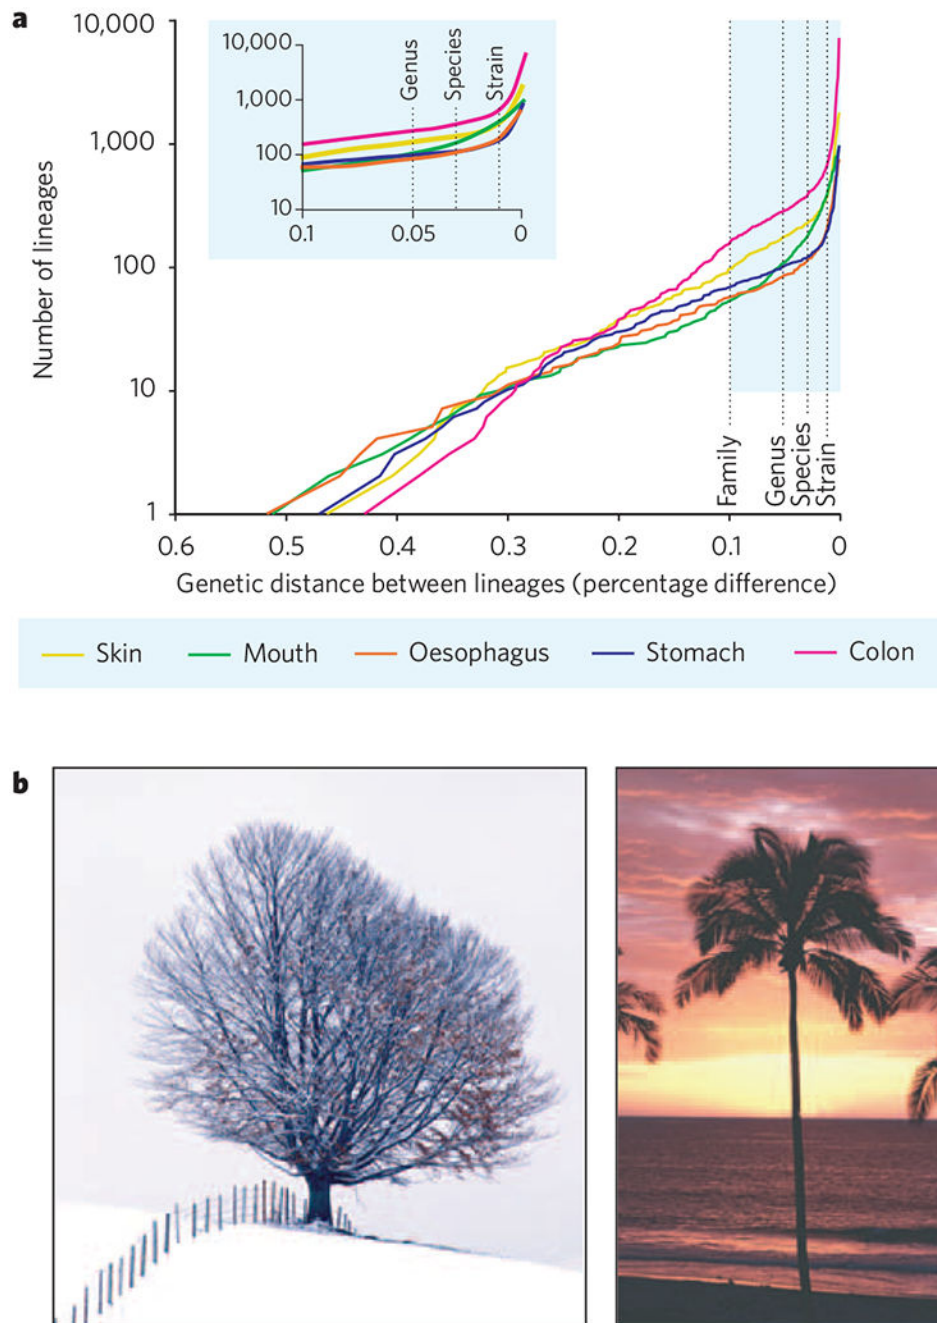 a
10,000
1,000
100
10
1
Number of lineages
10,000
1,000
100
10
0.1
0.05
0
Genus
Species
Strain
Family
Genus
Species
Strain
0.6
0.5
0.4
0.3
0.2
0.1
0
Genetic distance between lineages (percentage difference)
Skin
Mouth
Oesophagus
Stomach
Colon
b